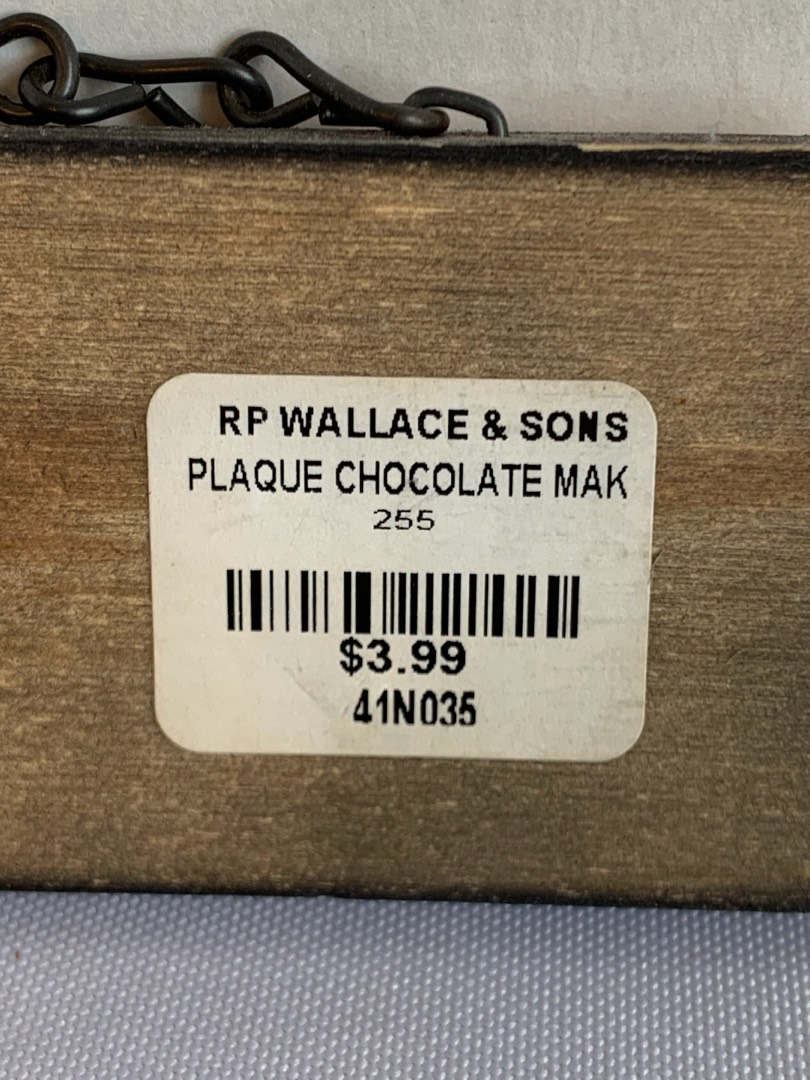 RP WALLACE & SONS
PLAQUE CHOCOLATE MAK
255
$3.99
41N035